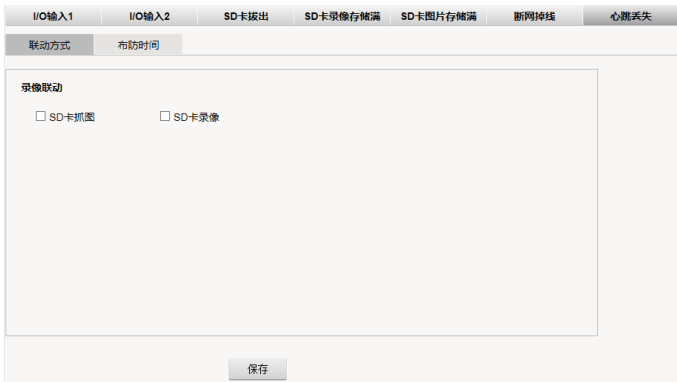 I/O输入1 I/O输入2 SD卡拔出 SD卡录像存储满 SD卡图片存储满 断网掉线 心跳丢失
联动方式 布防时间
录像联动
SD卡抓图 SD卡录像
保存